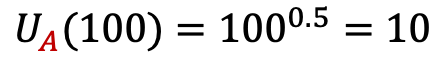 U_A(100) = 100^0.5 = 10